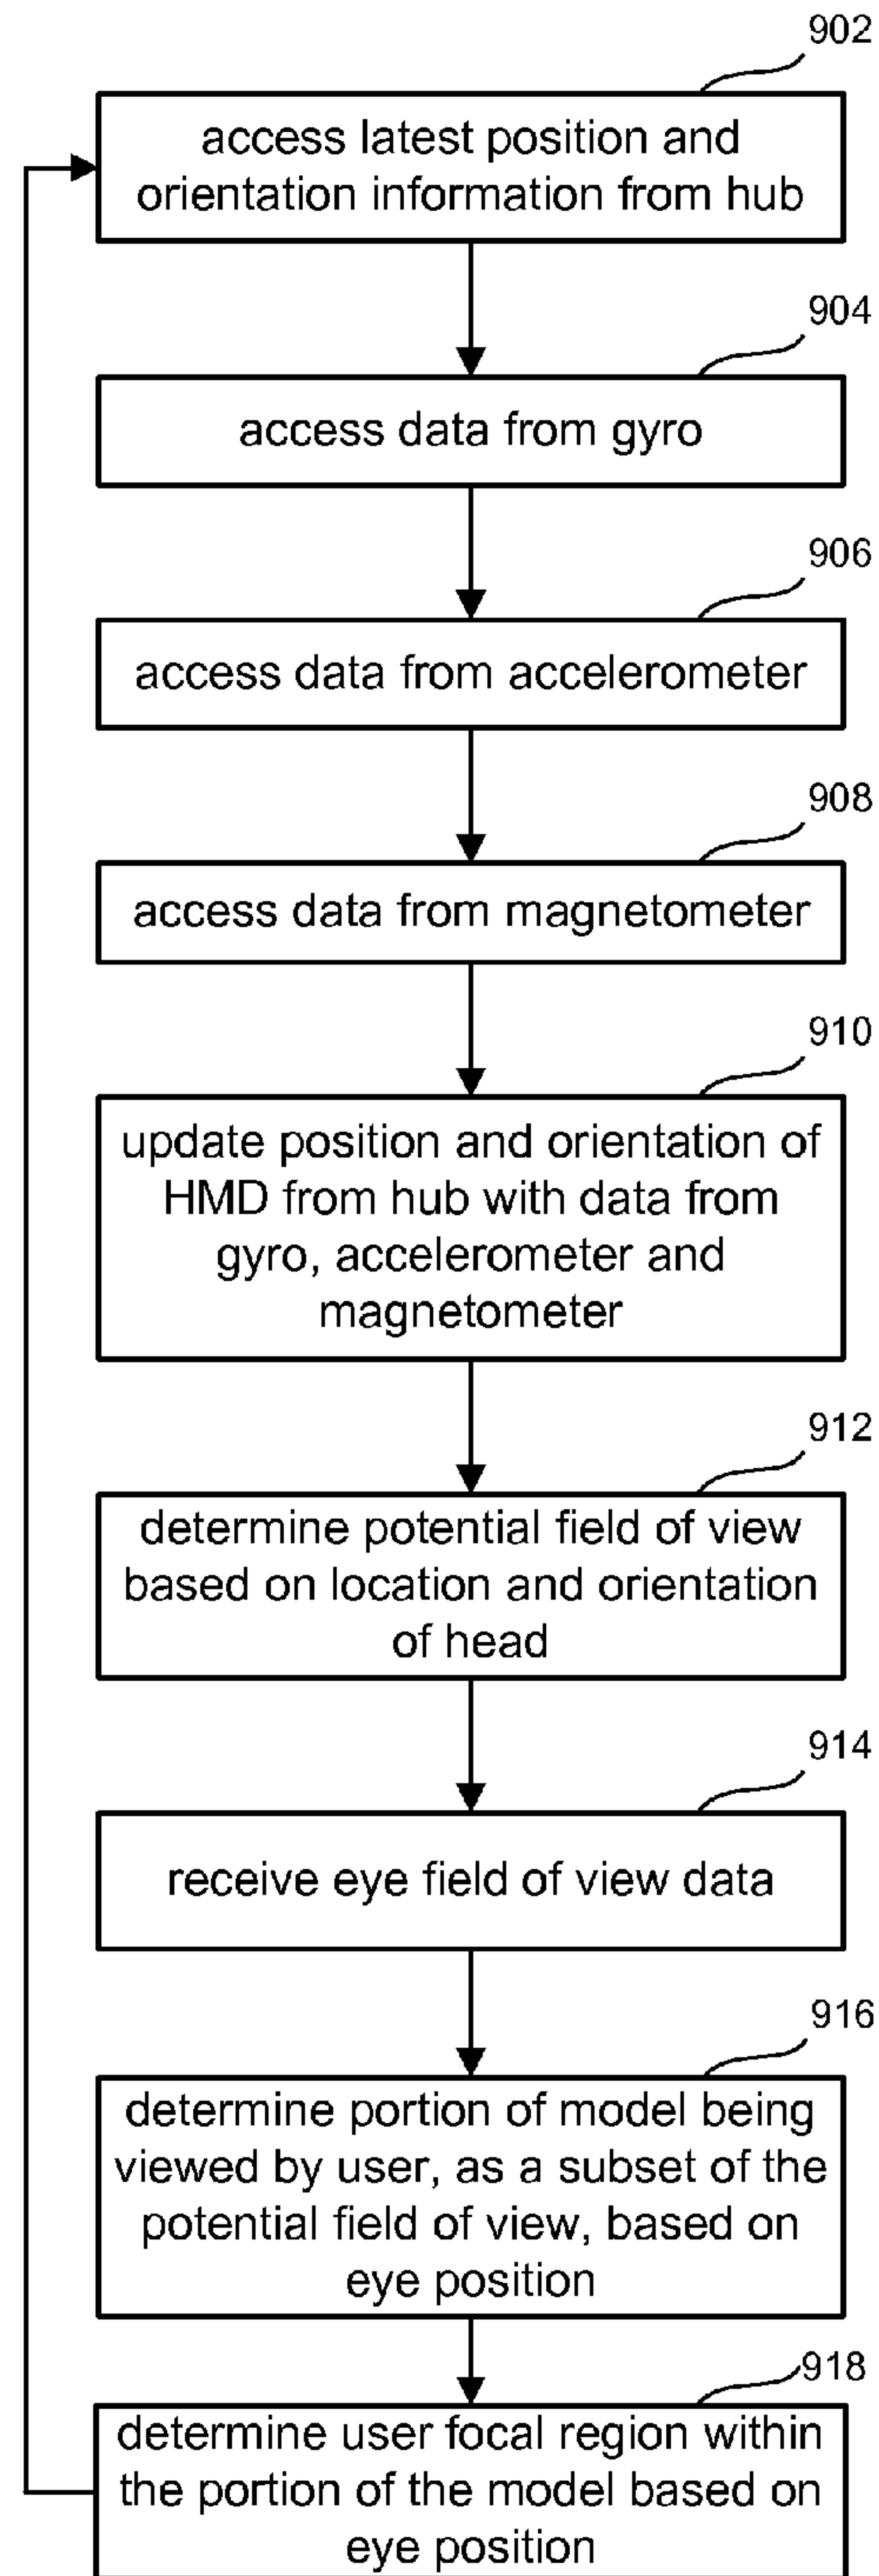 902
access latest position and
orientation information from hub
904
access data from gyro
906
access data from accelerometer
908
access data from magnetometer
910
update position and orientation of
HMD from hub with data from
gyro, accelerometer and
magnetometer
912
determine potential field of view
based on location and orientation
of head
914
receive eye field of view data
916
determine portion of model being
viewed by user, as a subset of the
potential field of view, based on
eye position
918
determine user focal region within
the portion of the model based on
eye position